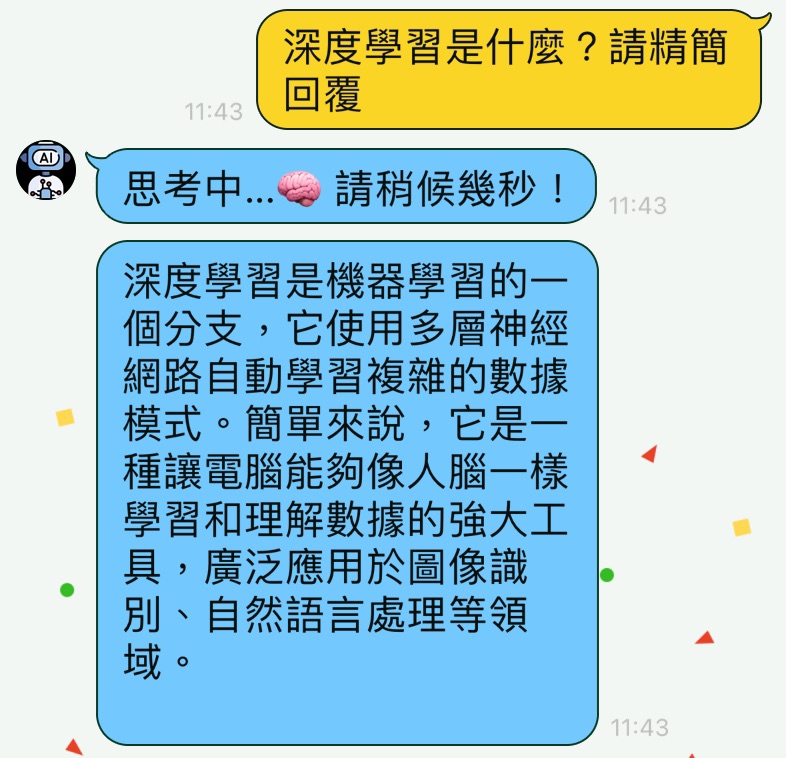 深度學習是什麼？請精簡
回覆
11:43
AI
思考中...🧠 請稍候幾秒！
11:43
深度學習是機器學習的一
個分支，它使用多層神經
網路自動學習複雜的數據
模式。簡單來說，它是一
種讓電腦能夠像人腦一樣
學習和理解數據的強大工
具，廣泛應用於圖像識
別、自然語言處理等領
域。
11:43